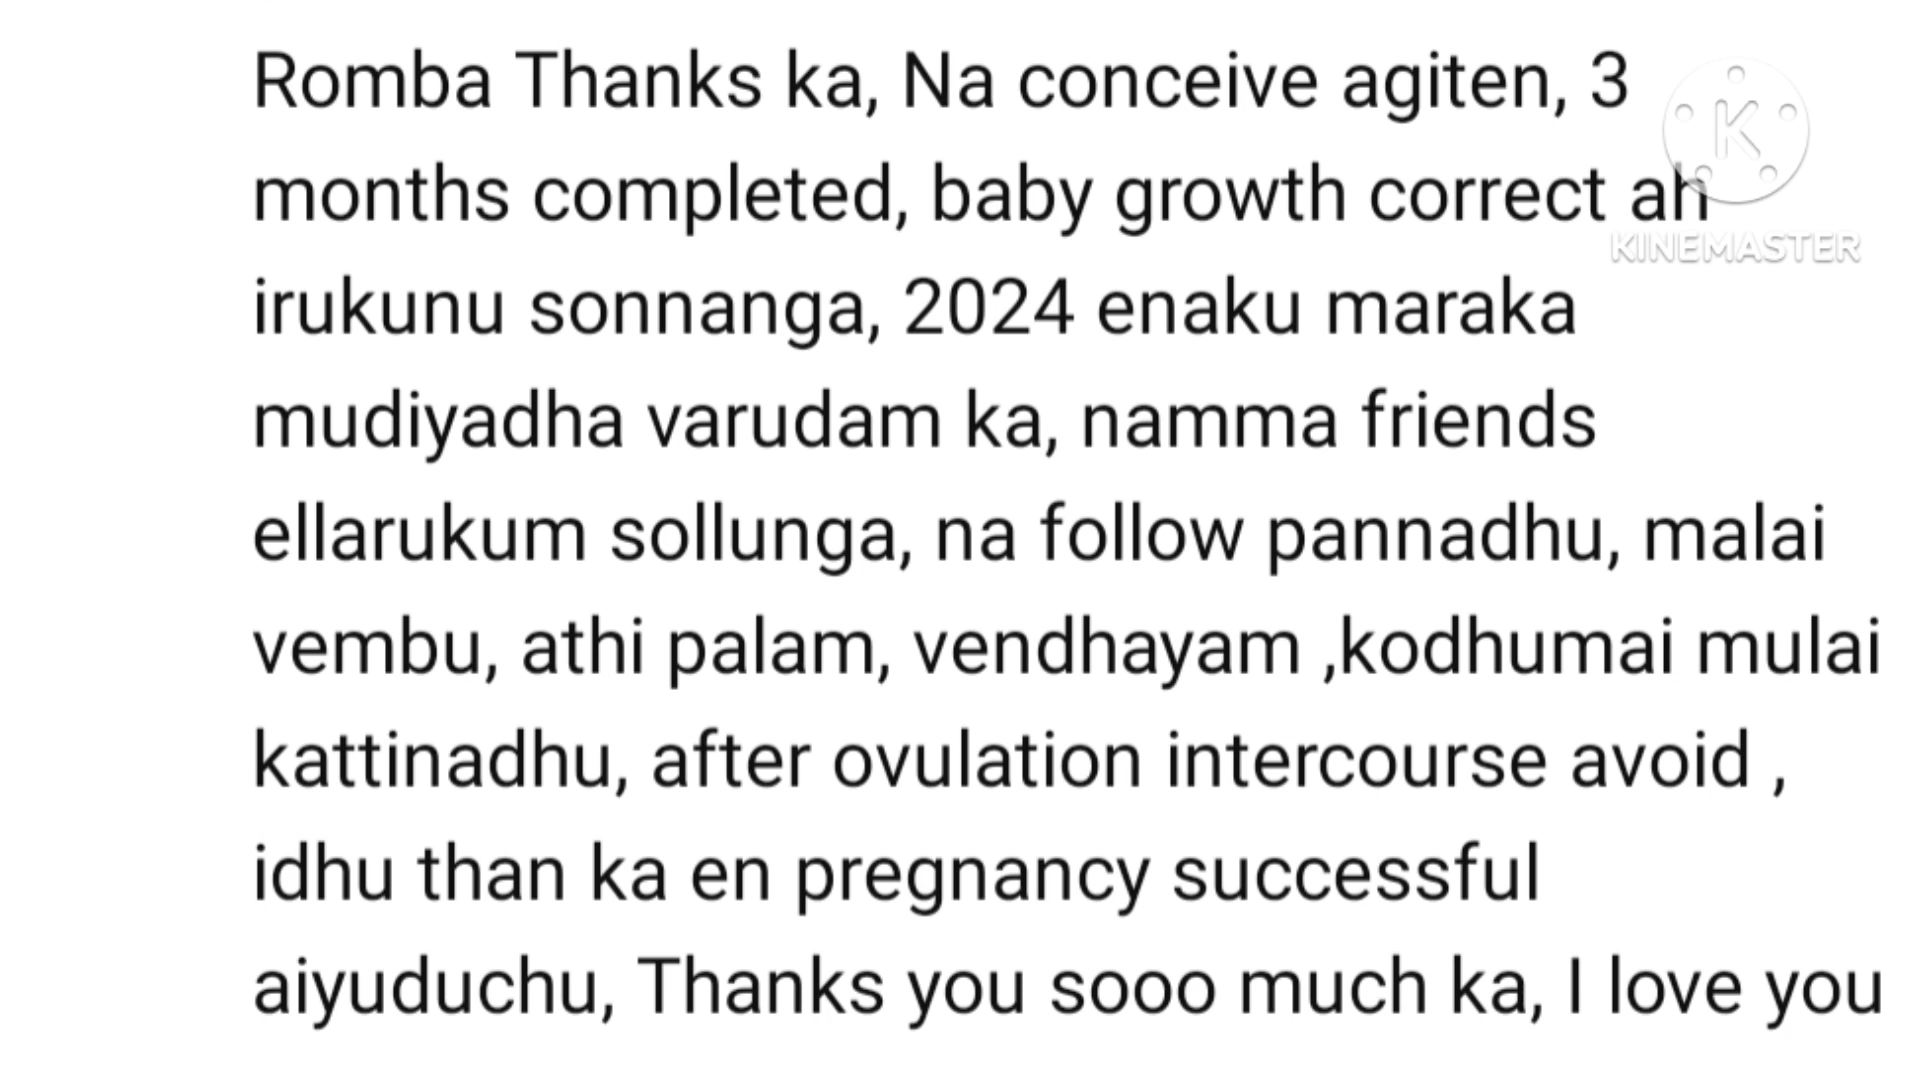 Romba Thanks ka, Na conceive agiten, 3
months completed, baby growth correct ah
irukunu sonnanga, 2024 enaku maraka
mudiyadha varudam ka, namma friends
ellarukum sollunga, na follow pannadhu, malai
vembu, athi palam, vendhayam ,kodhumai mulai
kattinadhu, after ovulation intercourse avoid ,
idhu than ka en pregnancy successful
aiyuduchu, Thanks you sooo much ka, I love you
K
KINEMASTER